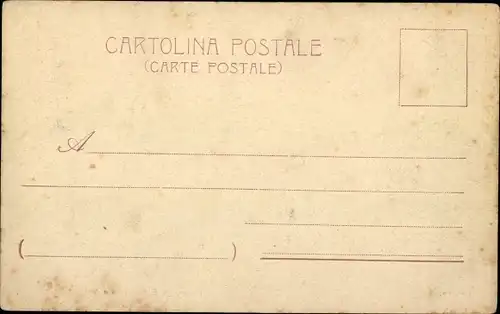 CARTOLINA POSTALE
(CARTE POSTALE)
A
( )